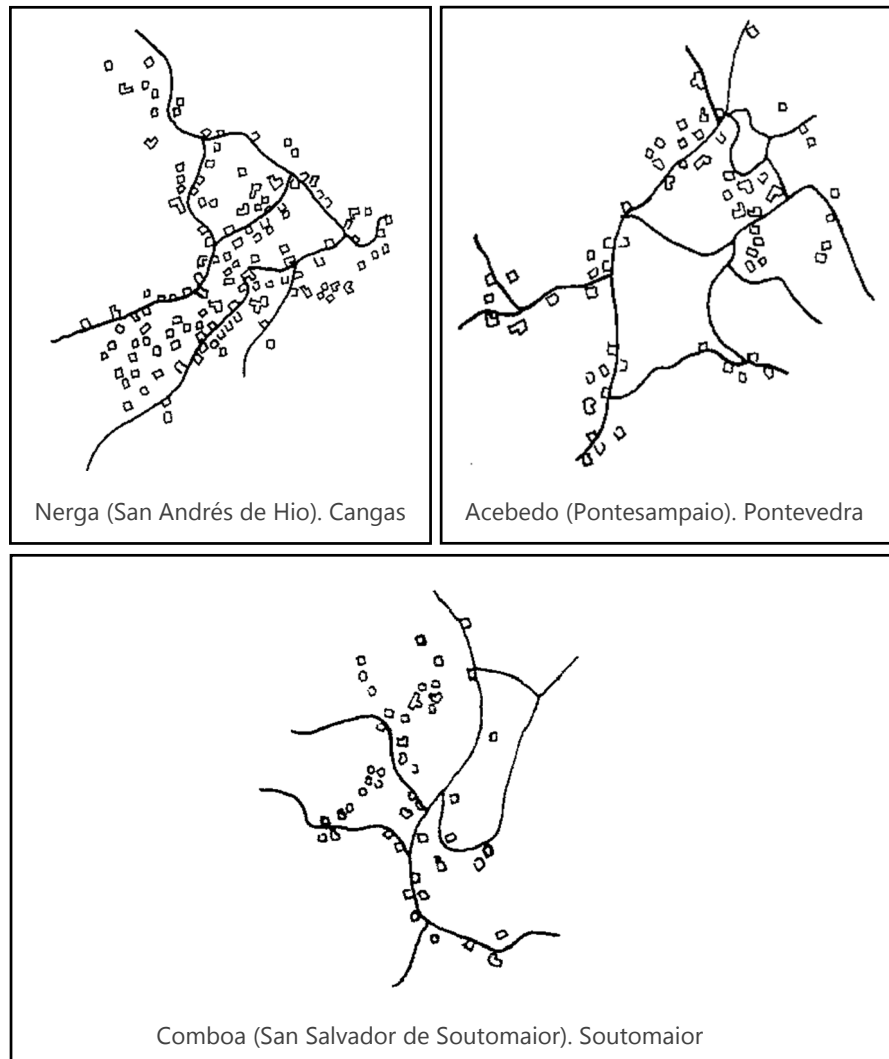 Nerga (San Andrés de Hio). Cangas
Acebedo (Pontesampaio). Pontevedra
Comboa (San Salvador de Soutomaior). Soutomaior